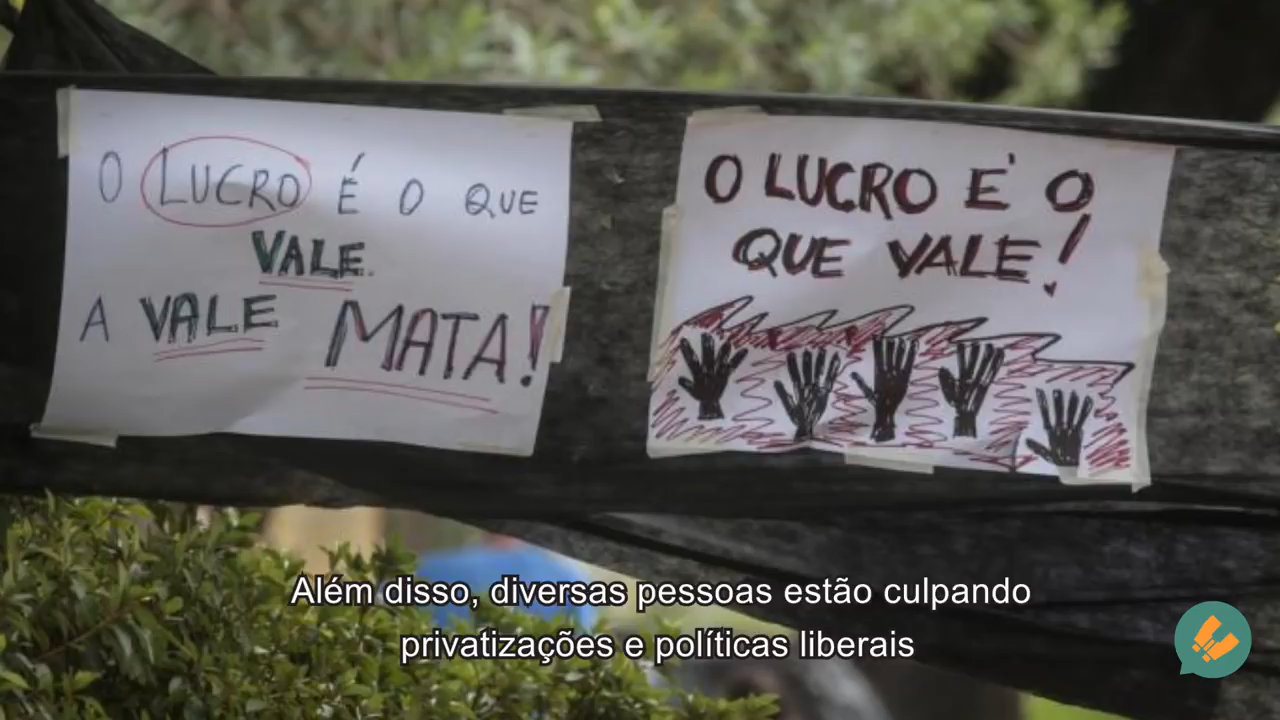 O LUCRO É O QUE
VALE.
A VALE MATA!
O LUCRO É O
QUE VALE!
Além disso, diversas pessoas estão culpando
privatizações e políticas liberais